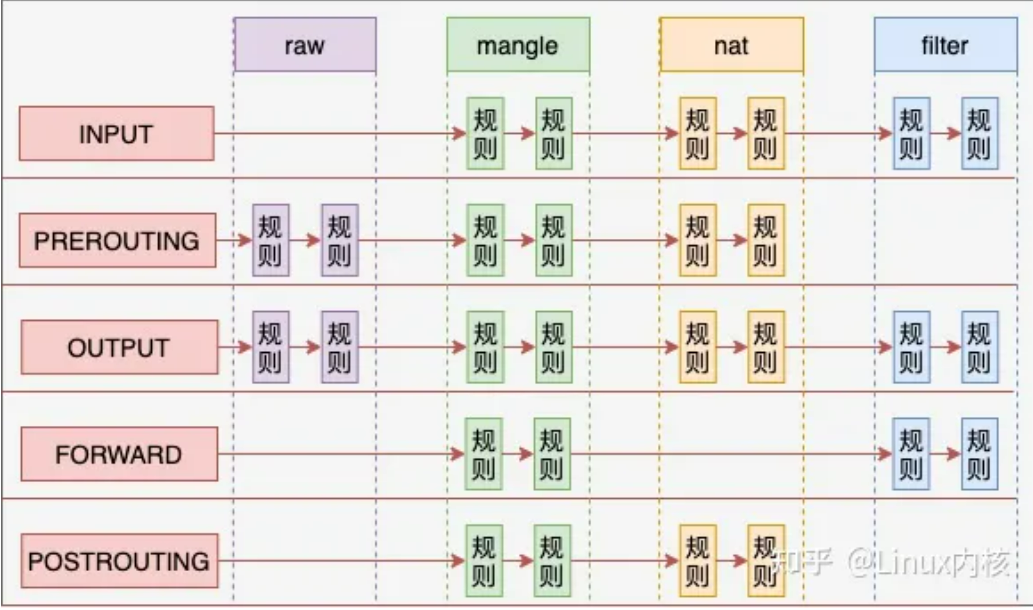 raw mangle nat filter
INPUT 规则 规则 规则 规则 规则 规则
PREROUTING 规则 规则 规则 规则 规则 规则
OUTPUT 规则 规则 规则 规则 规则 规则 规则 规则
FORWARD 规则 规则 规则 规则
POSTROUTING 规则 规则 规则 规则
知乎 @Linux内核